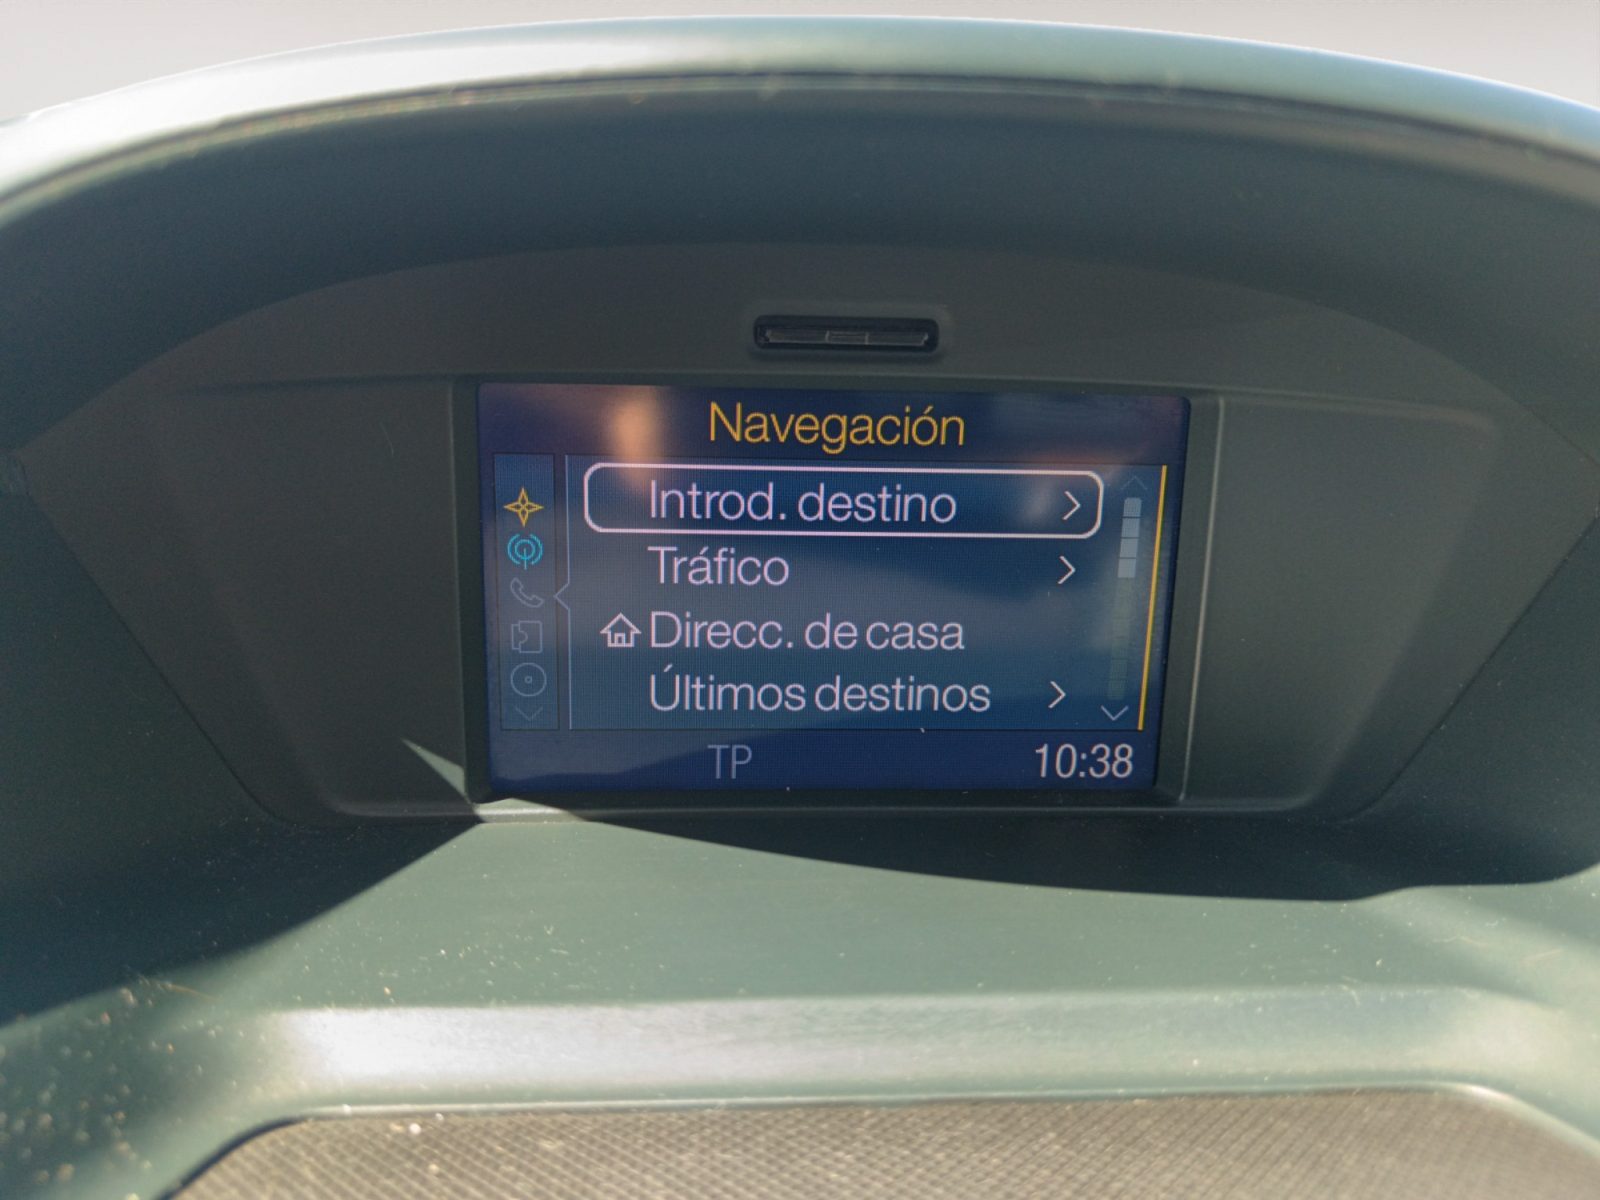 Navegación
Introd. destino
Tráfico
Direcc. de casa
Últimos destinos
TP 10:38